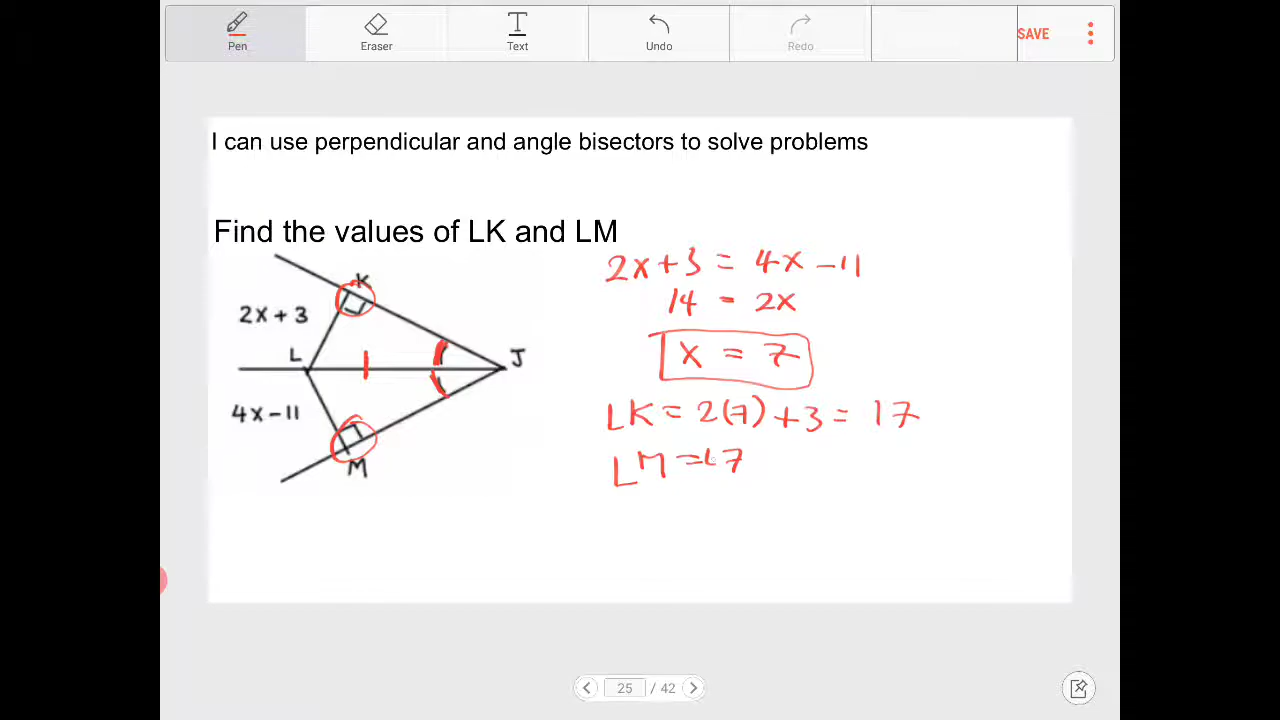 Pen Eraser Text Undo Redo SAVE
I can use perpendicular and angle bisectors to solve problems
Find the values of LK and LM
K
2x + 3
L
J
4x - 11
M
2x + 3 = 4x - 11
14 = 2x
x = 7
LK = 2(7) + 3 = 17
LM = 17
25 / 42